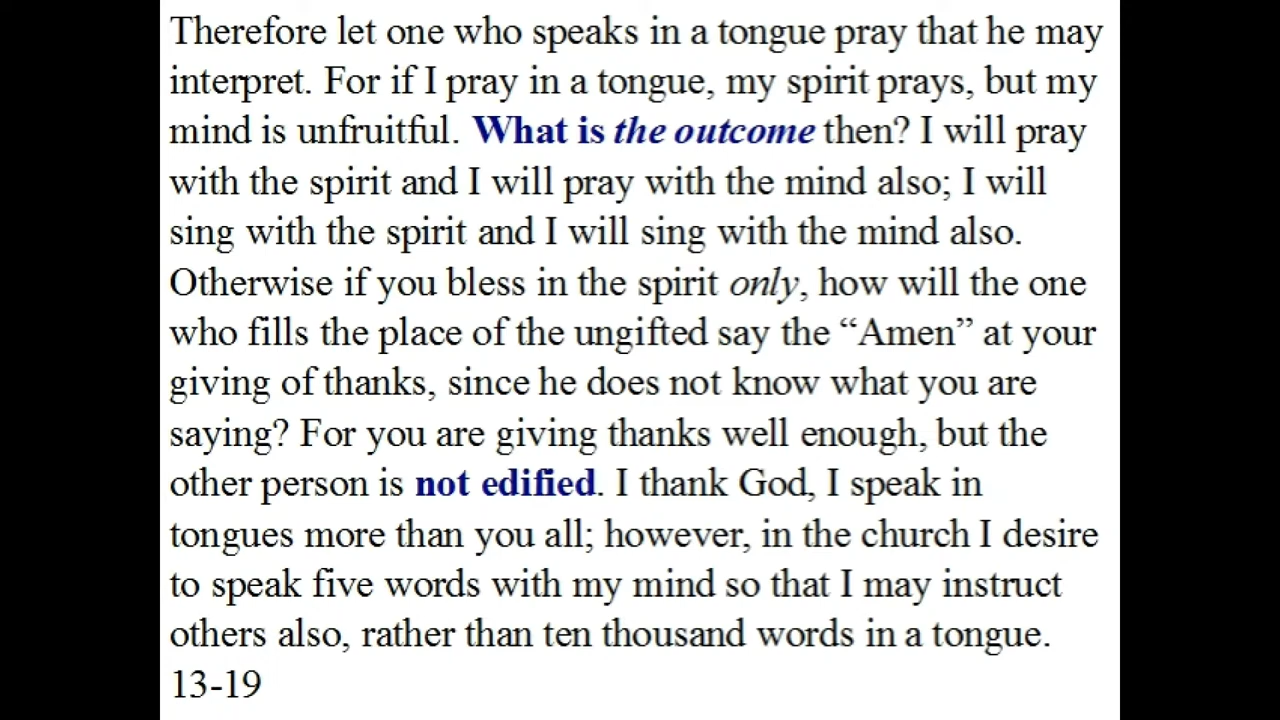 Therefore let one who speaks in a tongue pray that he may
interpret. For if I pray in a tongue, my spirit prays, but my
mind is unfruitful. What is the outcome then? I will pray
with the spirit and I will pray with the mind also; I will
sing with the spirit and I will sing with the mind also.
Otherwise if you bless in the spirit only, how will the one
who fills the place of the ungifted say the “Amen” at your
giving of thanks, since he does not know what you are
saying? For you are giving thanks well enough, but the
other person is not edified. I thank God, I speak in
tongues more than you all; however, in the church I desire
to speak five words with my mind so that I may instruct
others also, rather than ten thousand words in a tongue.
13-19